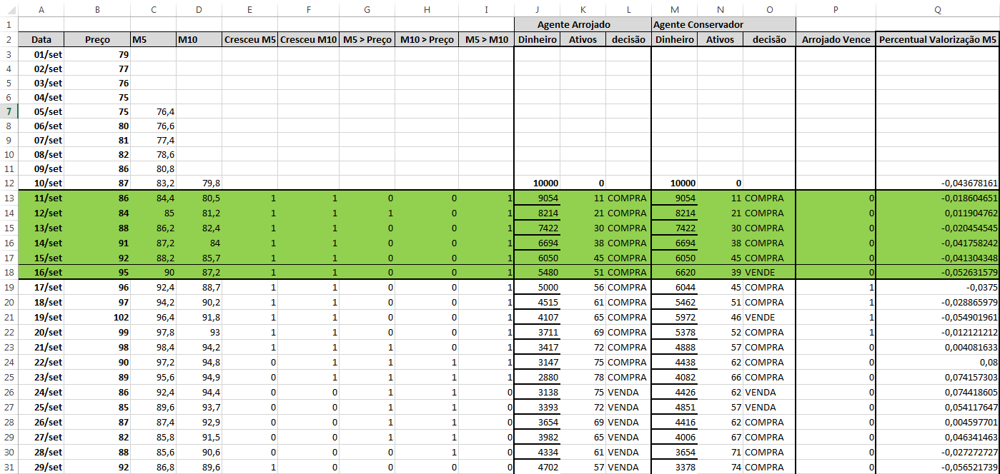 A B C D E F G H I J K L M N O P Q
1 Agente Arrojado Agente Conservador
2 Data Preço M5 M10 Cresceu M5 Cresceu M10 M5 > Preço M10 > Preço M5 > M10 Dinheiro Ativos decisão Dinheiro Ativos decisão Arrojado Vence Percentual Valorização M5
3 01/set 79
4 02/set 77
5 03/set 76
6 04/set 75
7 05/set 75 76,4
8 06/set 80 76,6
9 07/set 81 77,4
10 08/set 82 78,6
11 09/set 86 80,8
12 10/set 87 83,2 79,8 10000 0 10000 0 -0,043678161
13 11/set 86 84,4 80,5 1 1 0 0 1 9054 11 COMPRA 9054 11 COMPRA 0 -0,018604651
14 12/set 84 85 81,2 1 1 1 0 1 8214 21 COMPRA 8214 21 COMPRA 0 0,011904762
15 13/set 88 86,2 82,4 1 1 0 0 1 7422 30 COMPRA 7422 30 COMPRA 0 -0,020454545
16 14/set 91 87,2 84 1 1 0 0 1 6694 38 COMPRA 6694 38 COMPRA 0 -0,041758242
17 15/set 92 88,2 85,7 1 1 0 0 1 6050 45 COMPRA 6050 45 COMPRA 0 -0,041304348
18 16/set 95 90 87,2 1 1 0 0 1 5480 51 COMPRA 6620 39 VENDE 0 -0,052631579
19 17/set 96 92,4 88,7 1 1 0 0 1 5000 56 COMPRA 6044 45 COMPRA 1 -0,0375
20 18/set 97 94,2 90,2 1 1 0 0 1 4515 61 COMPRA 5462 51 COMPRA 1 -0,028865979
21 19/set 102 96,4 91,8 1 1 0 0 1 4107 65 COMPRA 5972 46 VENDE 1 -0,054901961
22 20/set 99 97,8 93 1 1 0 0 1 3711 69 COMPRA 5378 52 COMPRA 1 -0,012121212
23 21/set 98 98,4 94,2 1 1 1 0 1 3417 72 COMPRA 4888 57 COMPRA 0 0,004081633
24 22/set 90 97,2 94,8 0 1 1 1 1 3147 75 COMPRA 4438 62 COMPRA 0 0,08
25 23/set 89 95,6 94,9 0 1 1 1 1 2880 78 COMPRA 4082 66 COMPRA 0 0,074157303
26 24/set 86 92,4 94,4 0 0 1 1 0 3138 75 VENDA 4426 62 VENDA 0 0,074418605
27 25/set 85 89,6 93,7 0 0 1 1 0 3393 72 VENDA 4851 57 VENDA 0 0,054117647
28 26/set 87 87,4 92,9 0 0 1 1 0 3654 69 VENDA 4416 62 COMPRA 0 0,004597701
29 27/set 82 85,8 91,5 0 0 1 1 0 3982 65 VENDA 4006 67 COMPRA 0 0,046341463
30 28/set 88 85,6 90,6 0 0 0 1 0 4334 61 VENDA 3654 71 COMPRA 0 -0,027272727
31 29/set 92 86,8 89,6 1 0 0 0 0 4702 57 VENDA 3378 74 COMPRA 0 -0,056521739